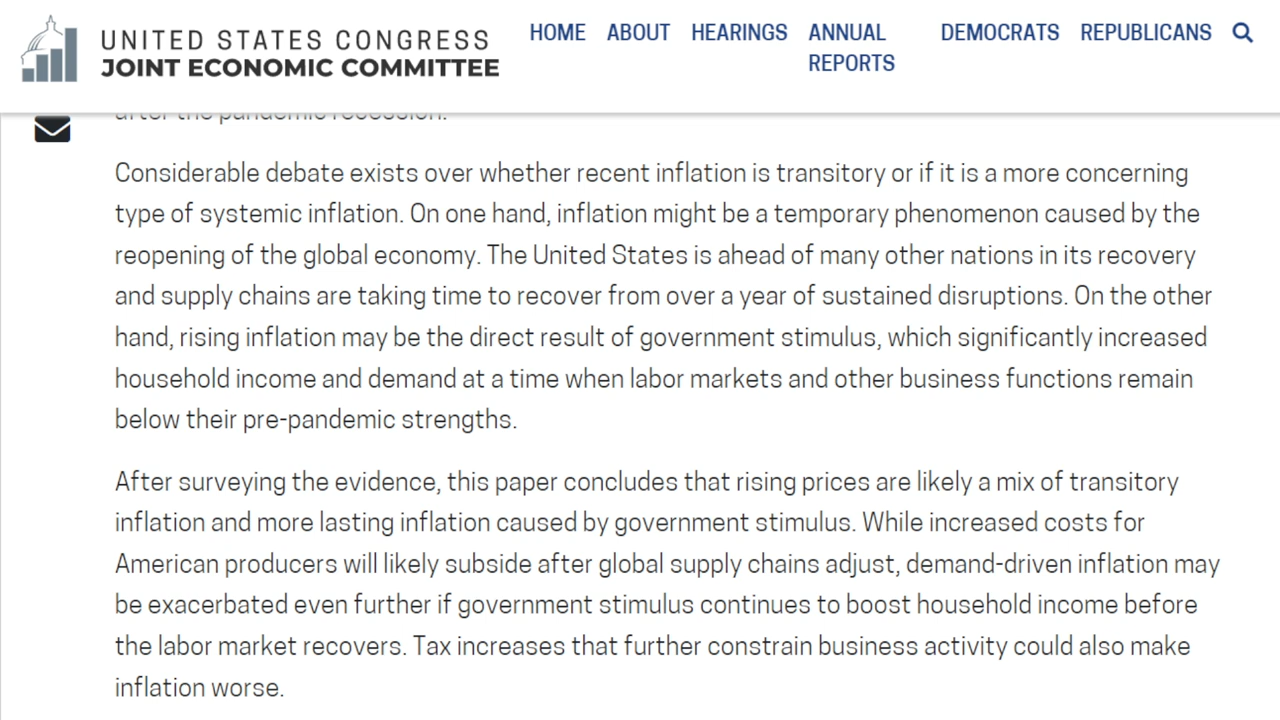 UNITED STATES CONGRESS
JOINT ECONOMIC COMMITTEE
HOME ABOUT HEARINGS ANNUAL REPORTS DEMOCRATS REPUBLICANS
after the pandemic recession.
Considerable debate exists over whether recent inflation is transitory or if it is a more concerning
type of systemic inflation. On one hand, inflation might be a temporary phenomenon caused by the
reopening of the global economy. The United States is ahead of many other nations in its recovery
and supply chains are taking time to recover from over a year of sustained disruptions. On the other
hand, rising inflation may be the direct result of government stimulus, which significantly increased
household income and demand at a time when labor markets and other business functions remain
below their pre-pandemic strengths.
After surveying the evidence, this paper concludes that rising prices are likely a mix of transitory
inflation and more lasting inflation caused by government stimulus. While increased costs for
American producers will likely subside after global supply chains adjust, demand-driven inflation may
be exacerbated even further if government stimulus continues to boost household income before
the labor market recovers. Tax increases that further constrain business activity could also make
inflation worse.